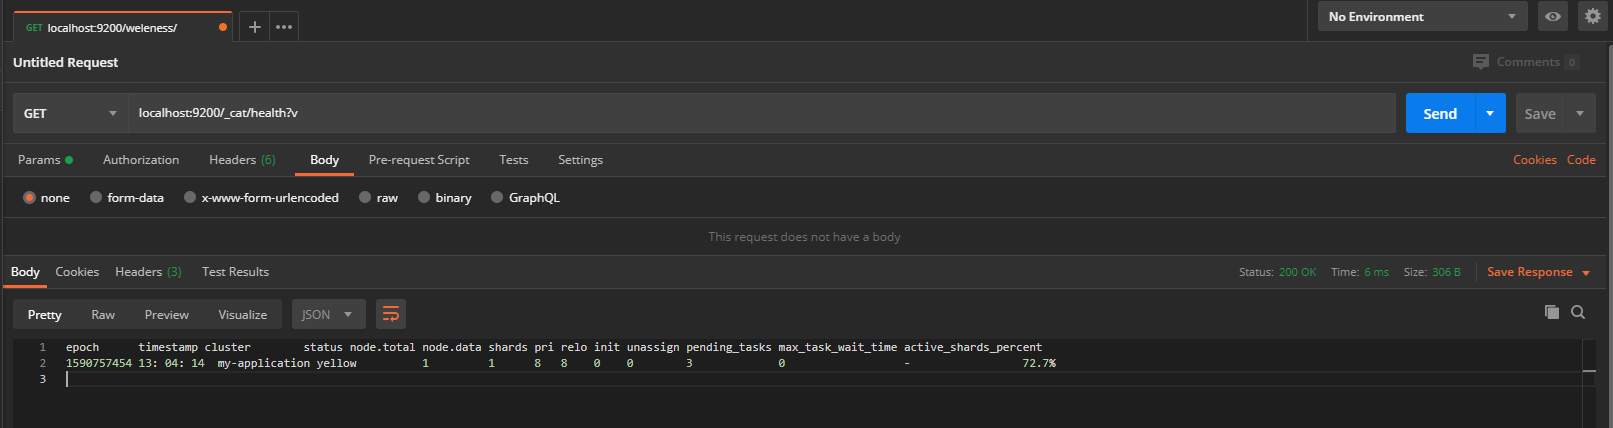 GET localhost:9200/weleness/
No Environment
Untitled Request
Comments 0
GET localhost:9200/_cat/health?v Send Save
Params Authorization Headers (6) Body Pre-request Script Tests Settings Cookies Code
none form-data x-www-form-urlencoded raw binary GraphQL
This request does not have a body
Body Cookies Headers (3) Test Results Status: 200 OK Time: 6 ms Size: 306 B Save Response
Pretty Raw Preview Visualize JSON
1 epoch timestamp cluster status node.total node.data shards pri relo init unassign pending_tasks max_task_wait_time active_shards_percent
2 1590757454 13: 04: 14 my-application yellow 1 1 8 8 0 0 3 0 - 72.7%
3